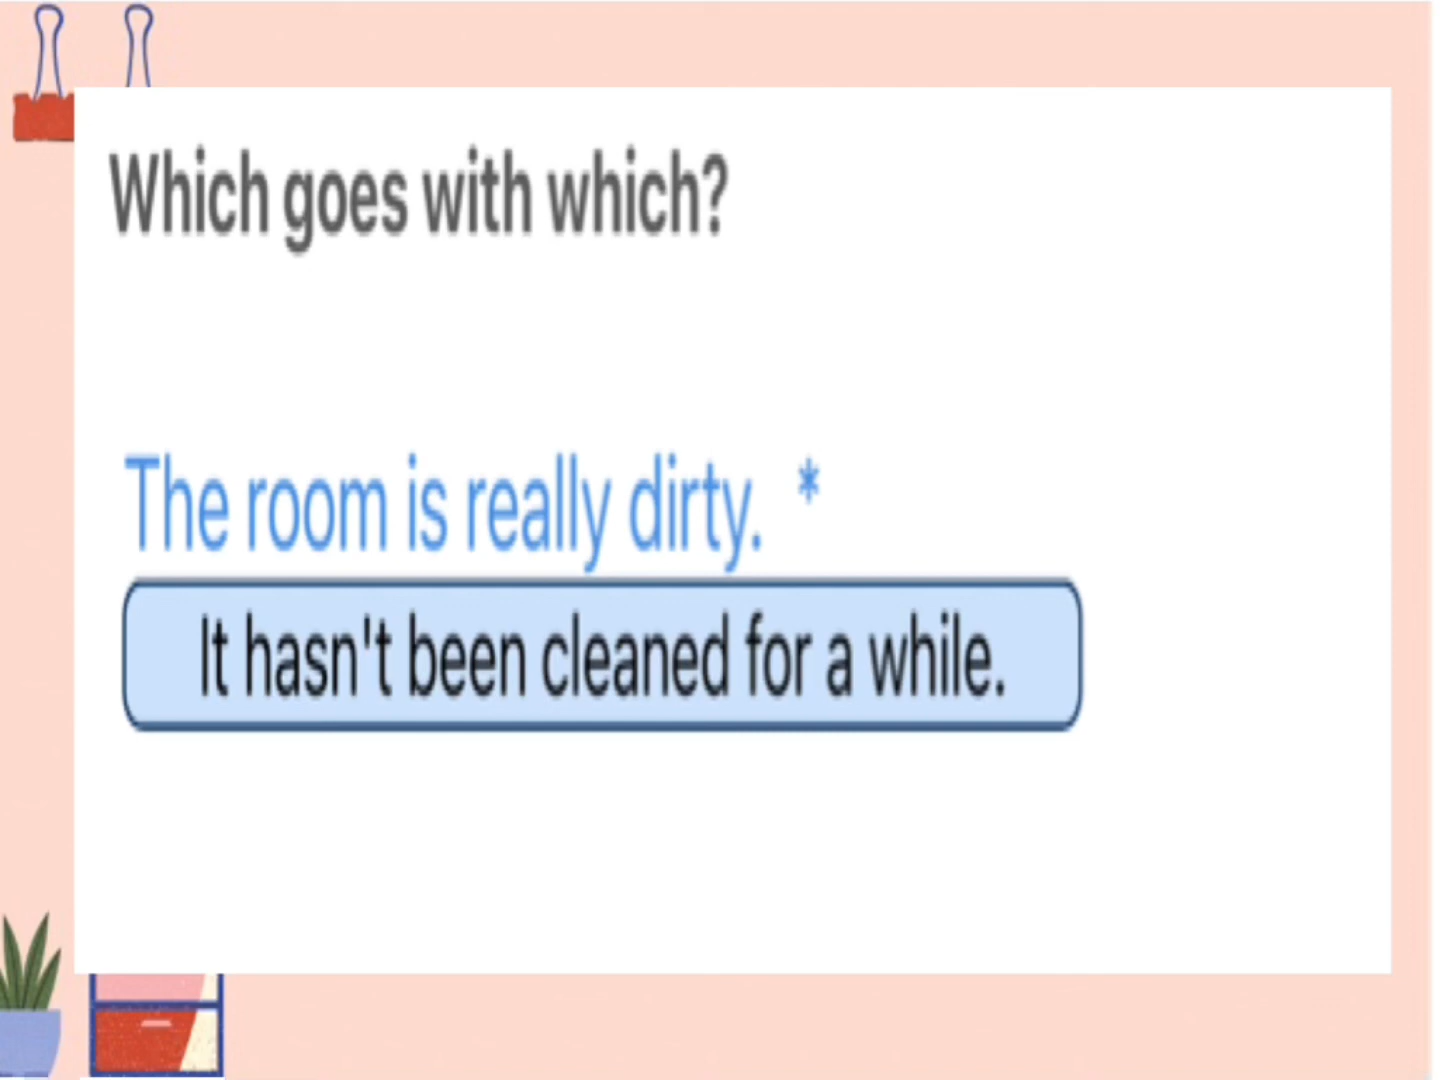 Which goes with which?
The room is really dirty. *
It hasn't been cleaned for a while.